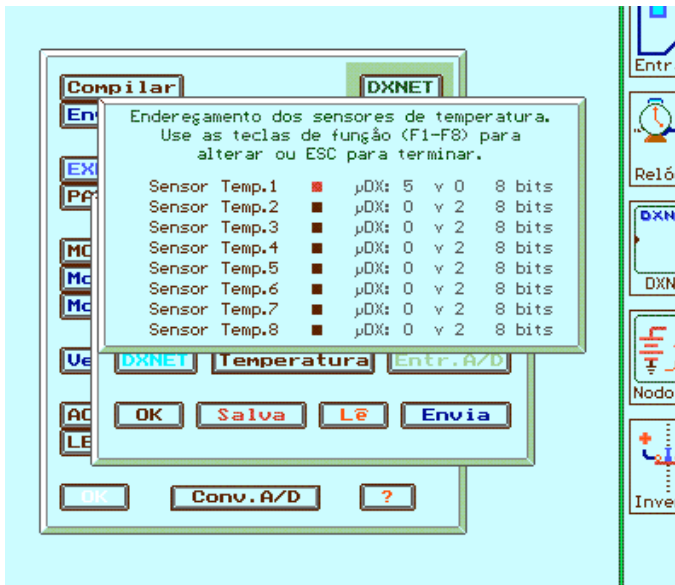 Compilar
DXNET
Endereçamento dos sensores de temperatura.
Use as teclas de função (F1-F8) para
alterar ou ESC para terminar.
Sensor Temp.1 ■ µDX: 5 v 0 8 bits
Sensor Temp.2 ■ µDX: 0 v 2 8 bits
Sensor Temp.3 ■ µDX: 0 v 2 8 bits
Sensor Temp.4 ■ µDX: 0 v 2 8 bits
Sensor Temp.5 ■ µDX: 0 v 2 8 bits
Sensor Temp.6 ■ µDX: 0 v 2 8 bits
Sensor Temp.7 ■ µDX: 0 v 2 8 bits
Sensor Temp.8 ■ µDX: 0 v 2 8 bits
Ve
DXNET Temperatura Entr.A/D
OK Salva Lê Envia
LE
OK Conv.A/D ?
Entr
Reló
DXN
DXN
Nodo
Inve